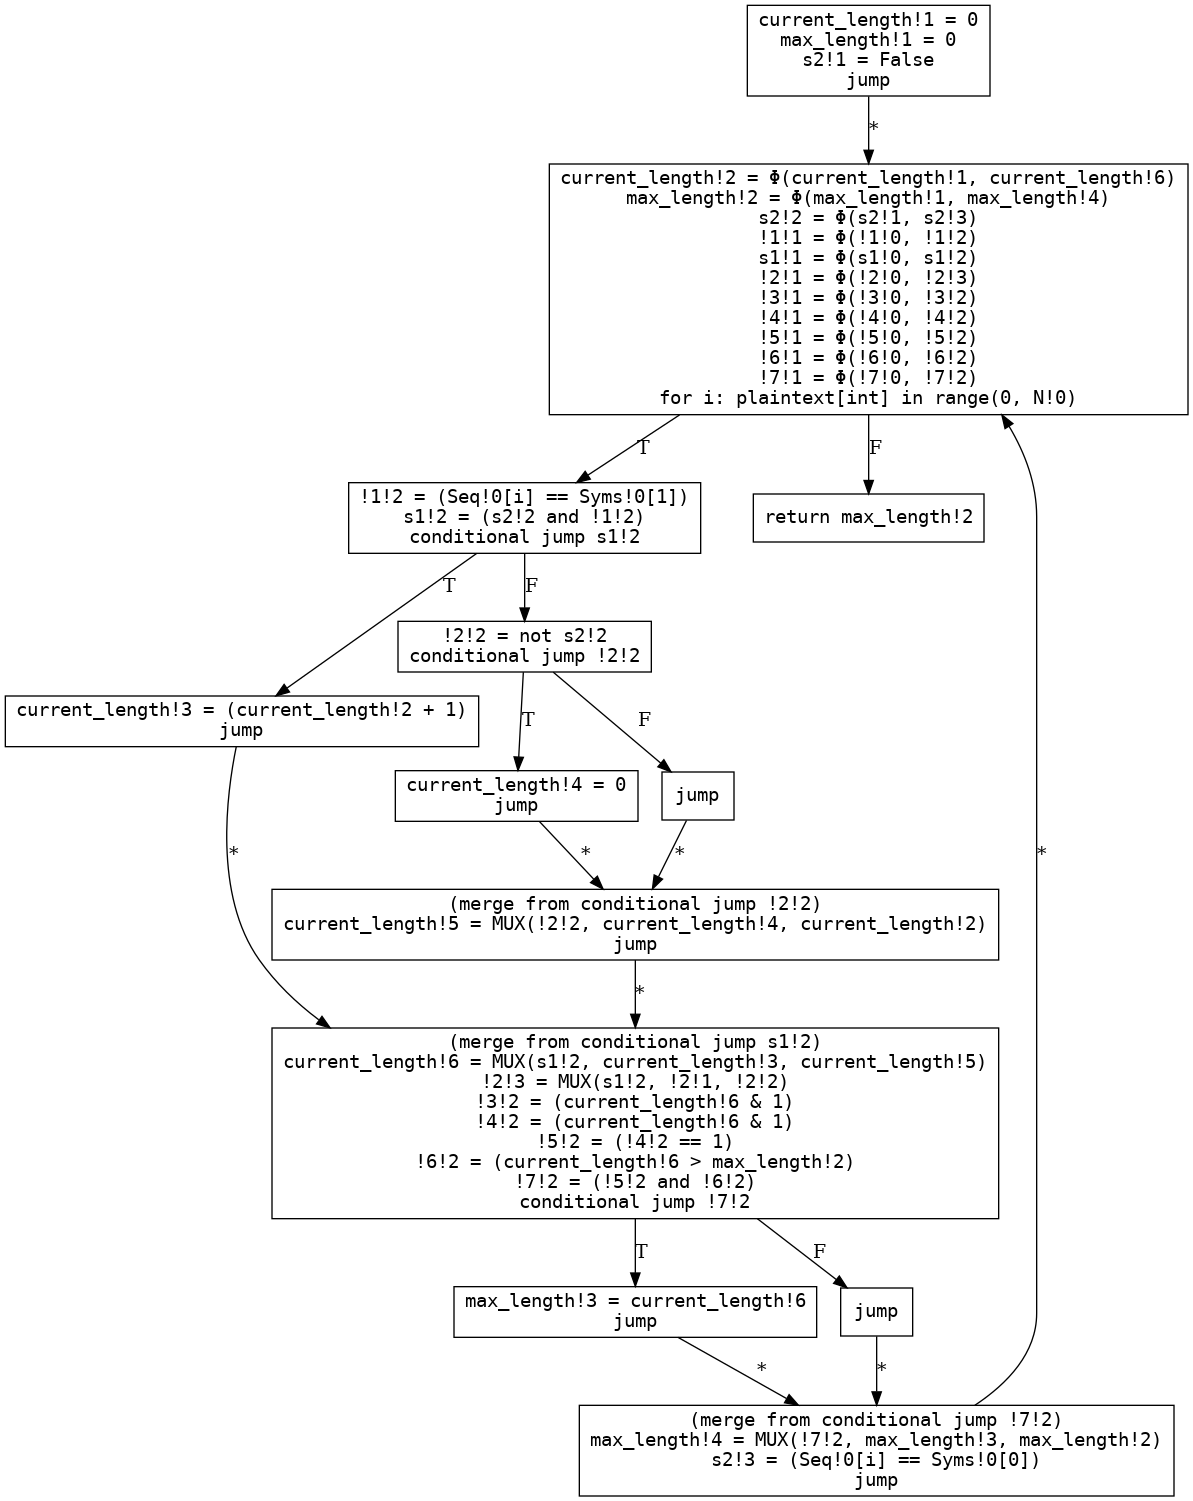 current_length!1 = 0
max_length!1 = 0
s2!1 = False
jump
*
current_length!2 = Φ(current_length!1, current_length!6)
max_length!2 = Φ(max_length!1, max_length!4)
s2!2 = Φ(s2!1, s2!3)
!1!1 = Φ(!1!0, !1!2)
s1!1 = Φ(s1!0, s1!2)
!2!1 = Φ(!2!0, !2!3)
!3!1 = Φ(!3!0, !3!2)
!4!1 = Φ(!4!0, !4!2)
!5!1 = Φ(!5!0, !5!2)
!6!1 = Φ(!6!0, !6!2)
!7!1 = Φ(!7!0, !7!2)
for i: plaintext[int] in range(0, N!0)
T
F
!1!2 = (Seq!0[i] == Syms!0[1])
s1!2 = (s2!2 and !1!2)
conditional jump s1!2
return max_length!2
T
F
!2!2 = not s2!2
conditional jump !2!2
current_length!3 = (current_length!2 + 1)
jump
T
F
current_length!4 = 0
jump
jump
*
*
*
*
(merge from conditional jump !2!2)
current_length!5 = MUX(!2!2, current_length!4, current_length!2)
jump
*
(merge from conditional jump s1!2)
current_length!6 = MUX(s1!2, current_length!3, current_length!5)
!2!3 = MUX(s1!2, !2!1, !2!2)
!3!2 = (current_length!6 & 1)
!4!2 = (current_length!6 & 1)
!5!2 = (!4!2 == 1)
!6!2 = (current_length!6 > max_length!2)
!7!2 = (!5!2 and !6!2)
conditional jump !7!2
T
F
max_length!3 = current_length!6
jump
jump
*
*
(merge from conditional jump !7!2)
max_length!4 = MUX(!7!2, max_length!3, max_length!2)
s2!3 = (Seq!0[i] == Syms!0[0])
jump